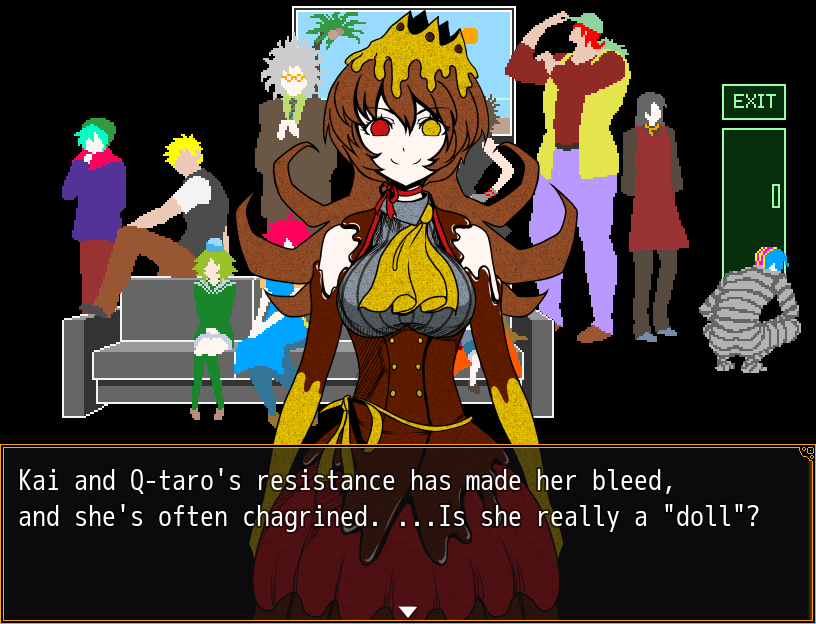 EXIT
Kai and Q-taro's resistance has made her bleed,
and she's often chagrined. ...Is she really a "doll"?